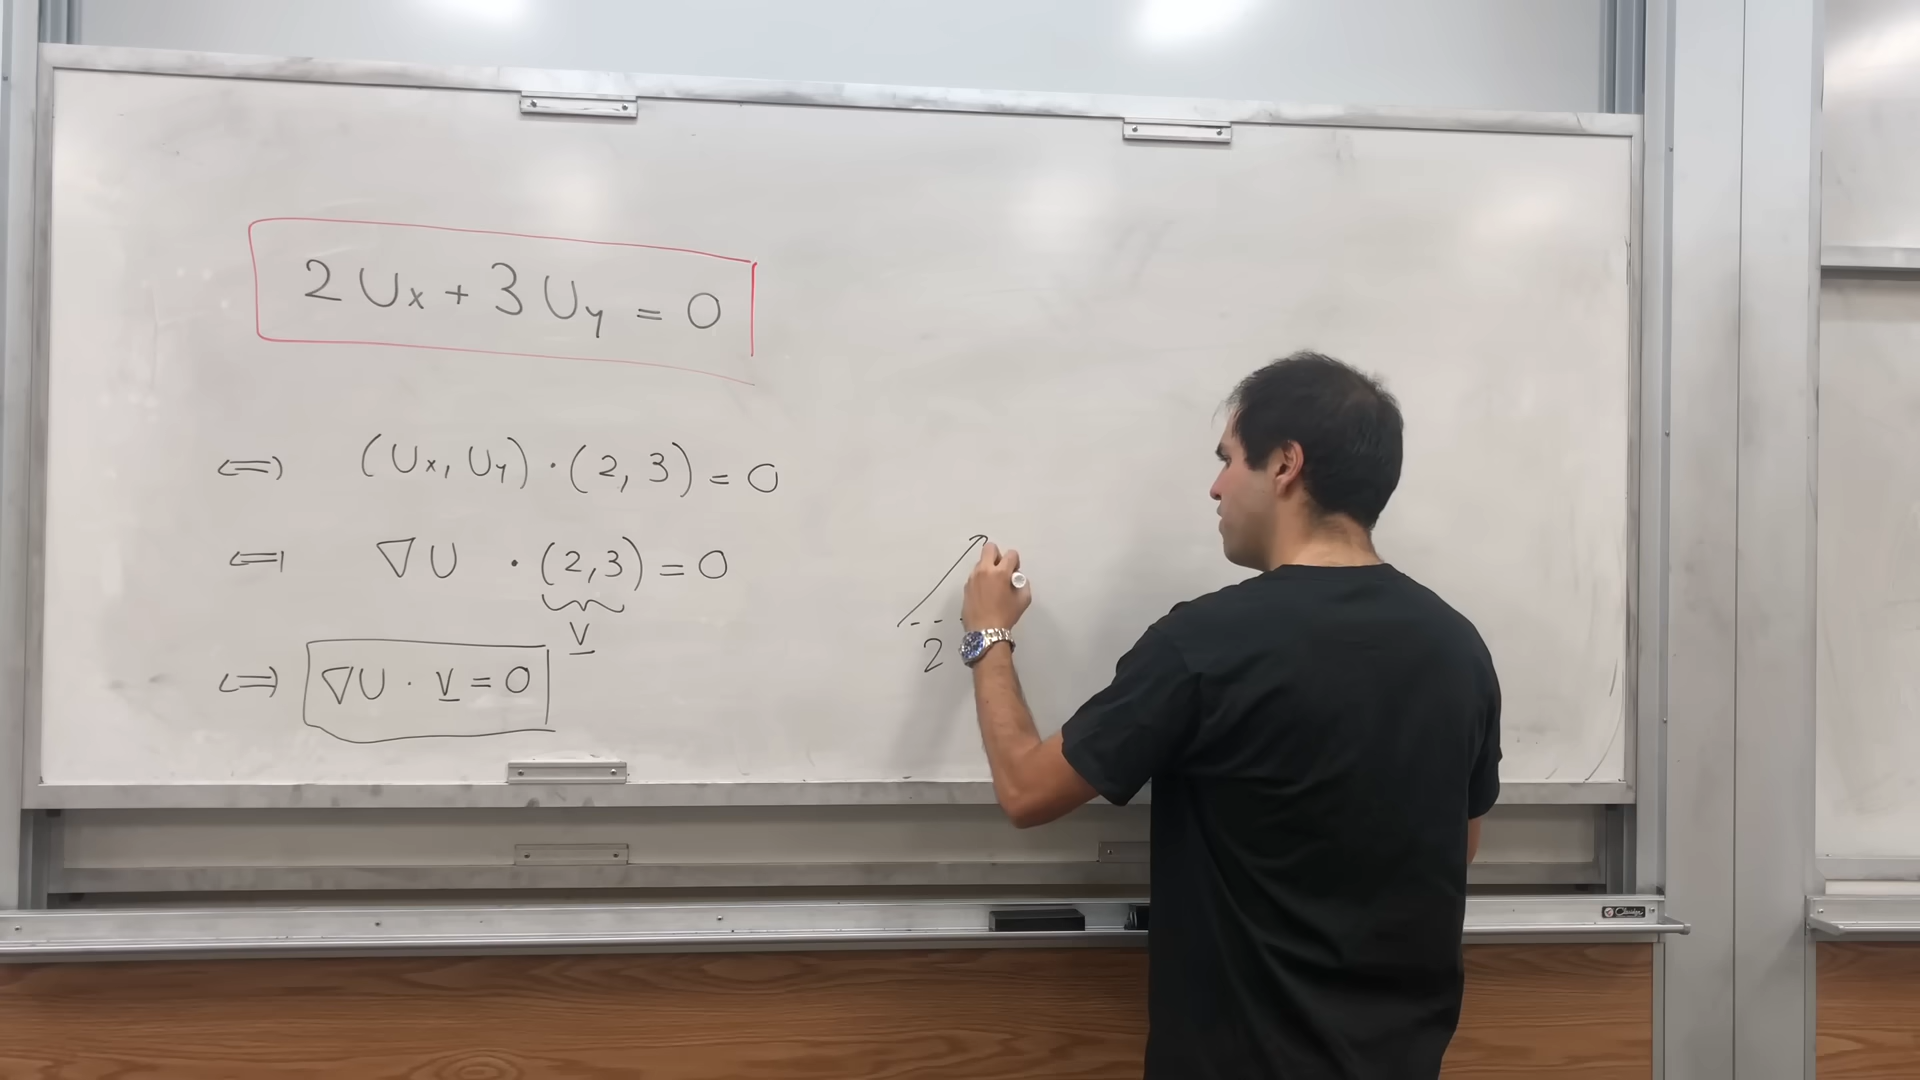 2 Ux + 3 Uy = 0
⇔ (Ux, Uy) · (2, 3) = 0
⇔ ∇U · (2,3) = 0
v
⇔ ∇U · v = 0
2